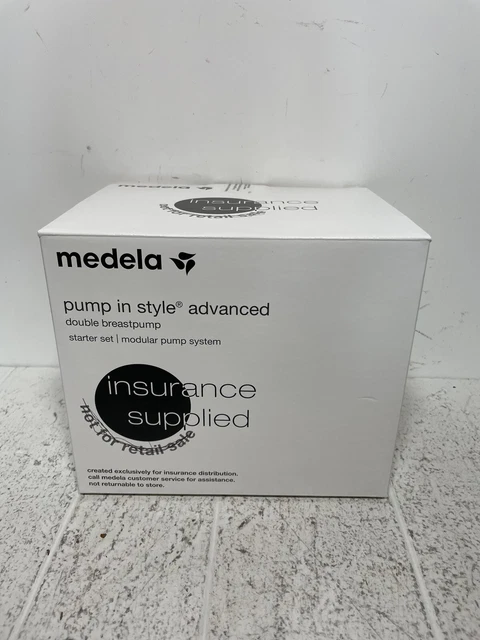 medela
insurance
supplied
not for retail sale
medela
pump in style® advanced
double breastpump
starter set | modular pump system
insurance
supplied
not for retail sale
created exclusively for insurance distribution.
call medela customer service for assistance.
not returnable to store.